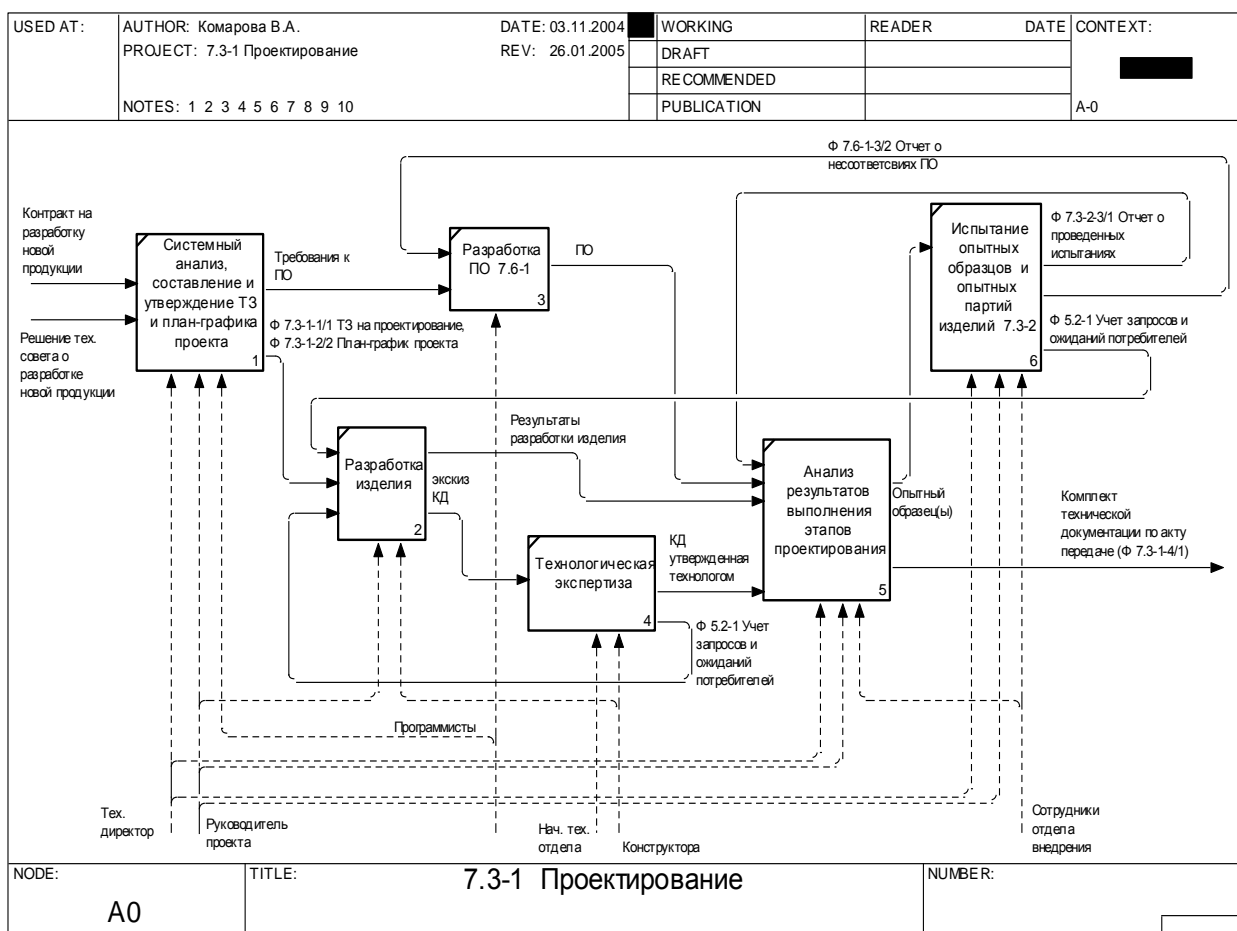 USED AT:
AUTHOR: Комарова В.А.
DATE: 03.11.2004
PROJECT: 7.3-1 Проектирование
REV: 26.01.2005
NOTES: 1 2 3 4 5 6 7 8 9 10
WORKING
DRAFT
RECOMMENDED
PUBLICATION
READER
DATE
CONTEXT:
A-0
Ф 7.6-1-3/2 Отчет о
несоответсвиях ПО
Контракт на
разработку
новой
продукции
Решение тех.
совета о
разработке
новой продукции
Системный
анализ,
составление и
утверждение ТЗ
и план-графика
проекта
1
Требования к
ПО
Ф 7.3-1-1/1 ТЗ на проектирование,
Ф 7.3-1-2/2 План-график проекта
Разработка
ПО 7.6-1
3
ПО
Испытание
опытных
образцов и
опытных
партий
изделий 7.3-2
6
Ф 7.3-2-3/1 Отчет о
проведенных
испытаниях
Ф 5.2-1 Учет запросов и
ожиданий потребителей
Разработка
изделия
2
Результаты
разработки изделия
экскиз
КД
Технологическая
экспертиза
4
КД
утвержденная
технологом
Ф 5.2-1 Учет
запросов и
ожиданий
потребителей
Анализ
результатов
выполнения
этапов
проектирования
5
Опытный
образец(ы)
Комплект
технической
документации по акту
передаче (Ф 7.3-1-4/1)
Программисты
Тех.
директор
Руководитель
проекта
Нач. тех.
отдела
Конструктора
Сотрудники
отдела
внедрения
NODE:
A0
TITLE:
7.3-1 Проектирование
NUMBER: